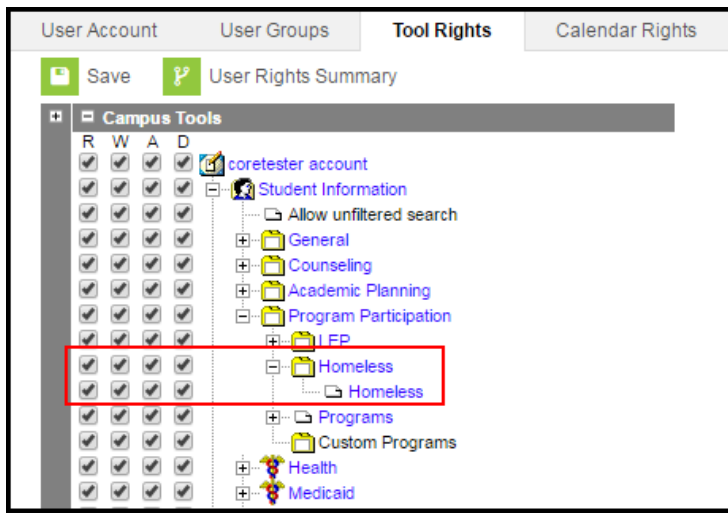 User Account User Groups Tool Rights Calendar Rights
Save User Rights Summary
Campus Tools
R W A D
coretester account
Student Information
Allow unfiltered search
General
Counseling
Academic Planning
Program Participation
LEP
Homeless
Homeless
Programs
Custom Programs
Health
Medicaid